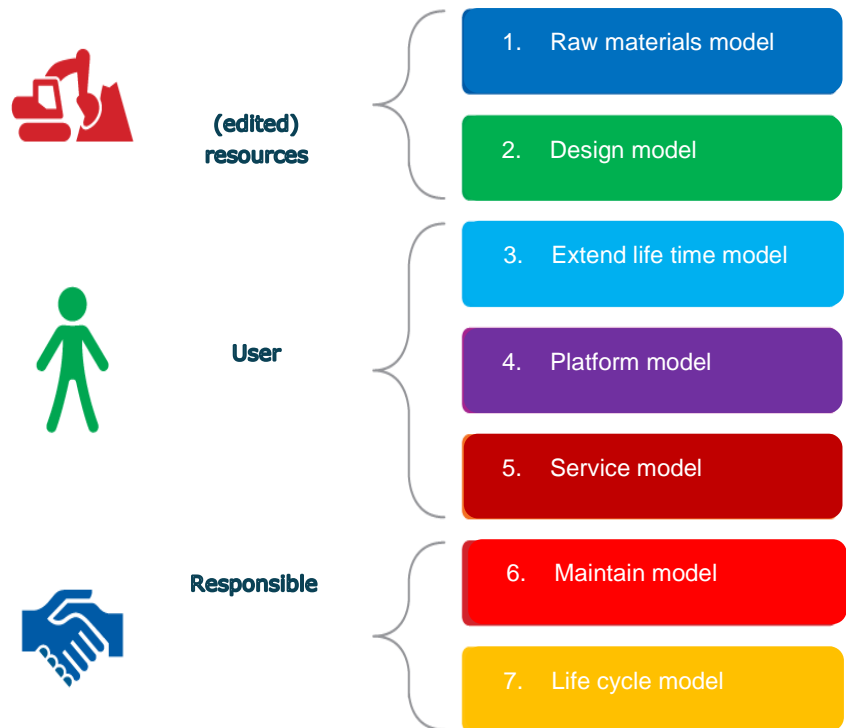 (edited)
resources
1. Raw materials model
2. Design model
User
3. Extend life time model
4. Platform model
5. Service model
Responsible
6. Maintain model
7. Life cycle model